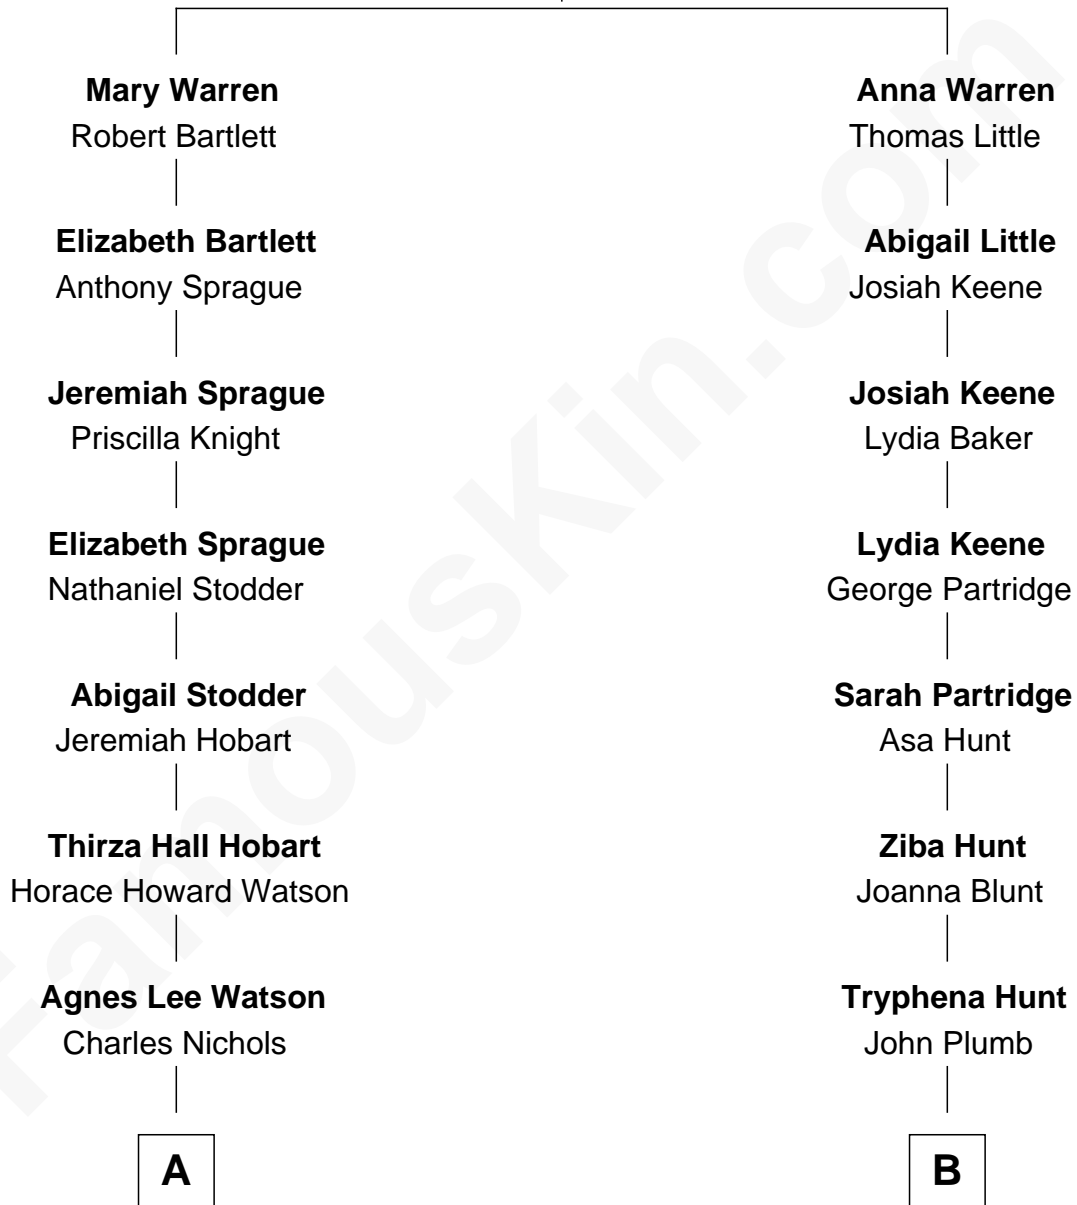 Mary Warren
Robert Bartlett
Anna Warren
Thomas Little
Elizabeth Bartlett
Anthony Sprague
Abigail Little
Josiah Keene
Jeremiah Sprague
Priscilla Knight
Josiah Keene
Lydia Baker
Elizabeth Sprague
Nathaniel Stodder
Lydia Keene
George Partridge
Abigail Stodder
Jeremiah Hobart
Sarah Partridge
Asa Hunt
Thirza Hall Hobart
Horace Howard Watson
Ziba Hunt
Joanna Blunt
Agnes Lee Watson
Charles Nichols
Tryphena Hunt
John Plumb
A
B
FamousKin.com